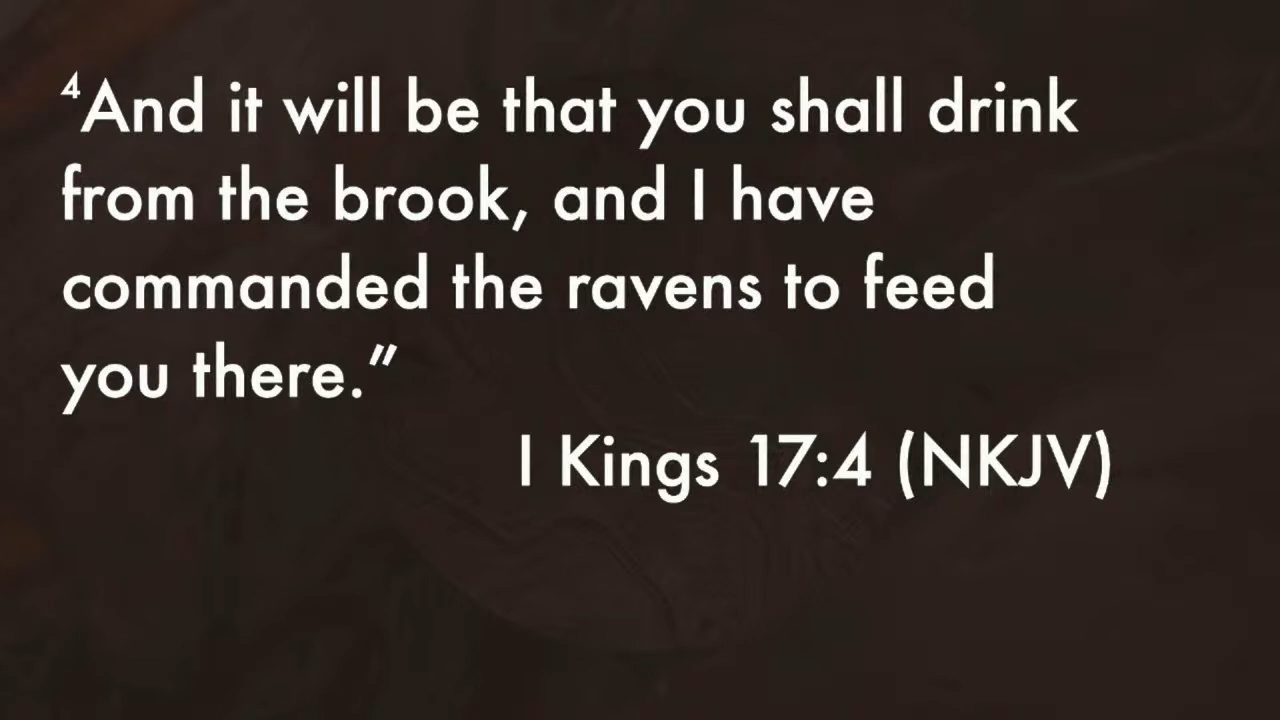 ⁴And it will be that you shall drink
from the brook, and I have
commanded the ravens to feed
you there.”
I Kings 17:4 (NKJV)